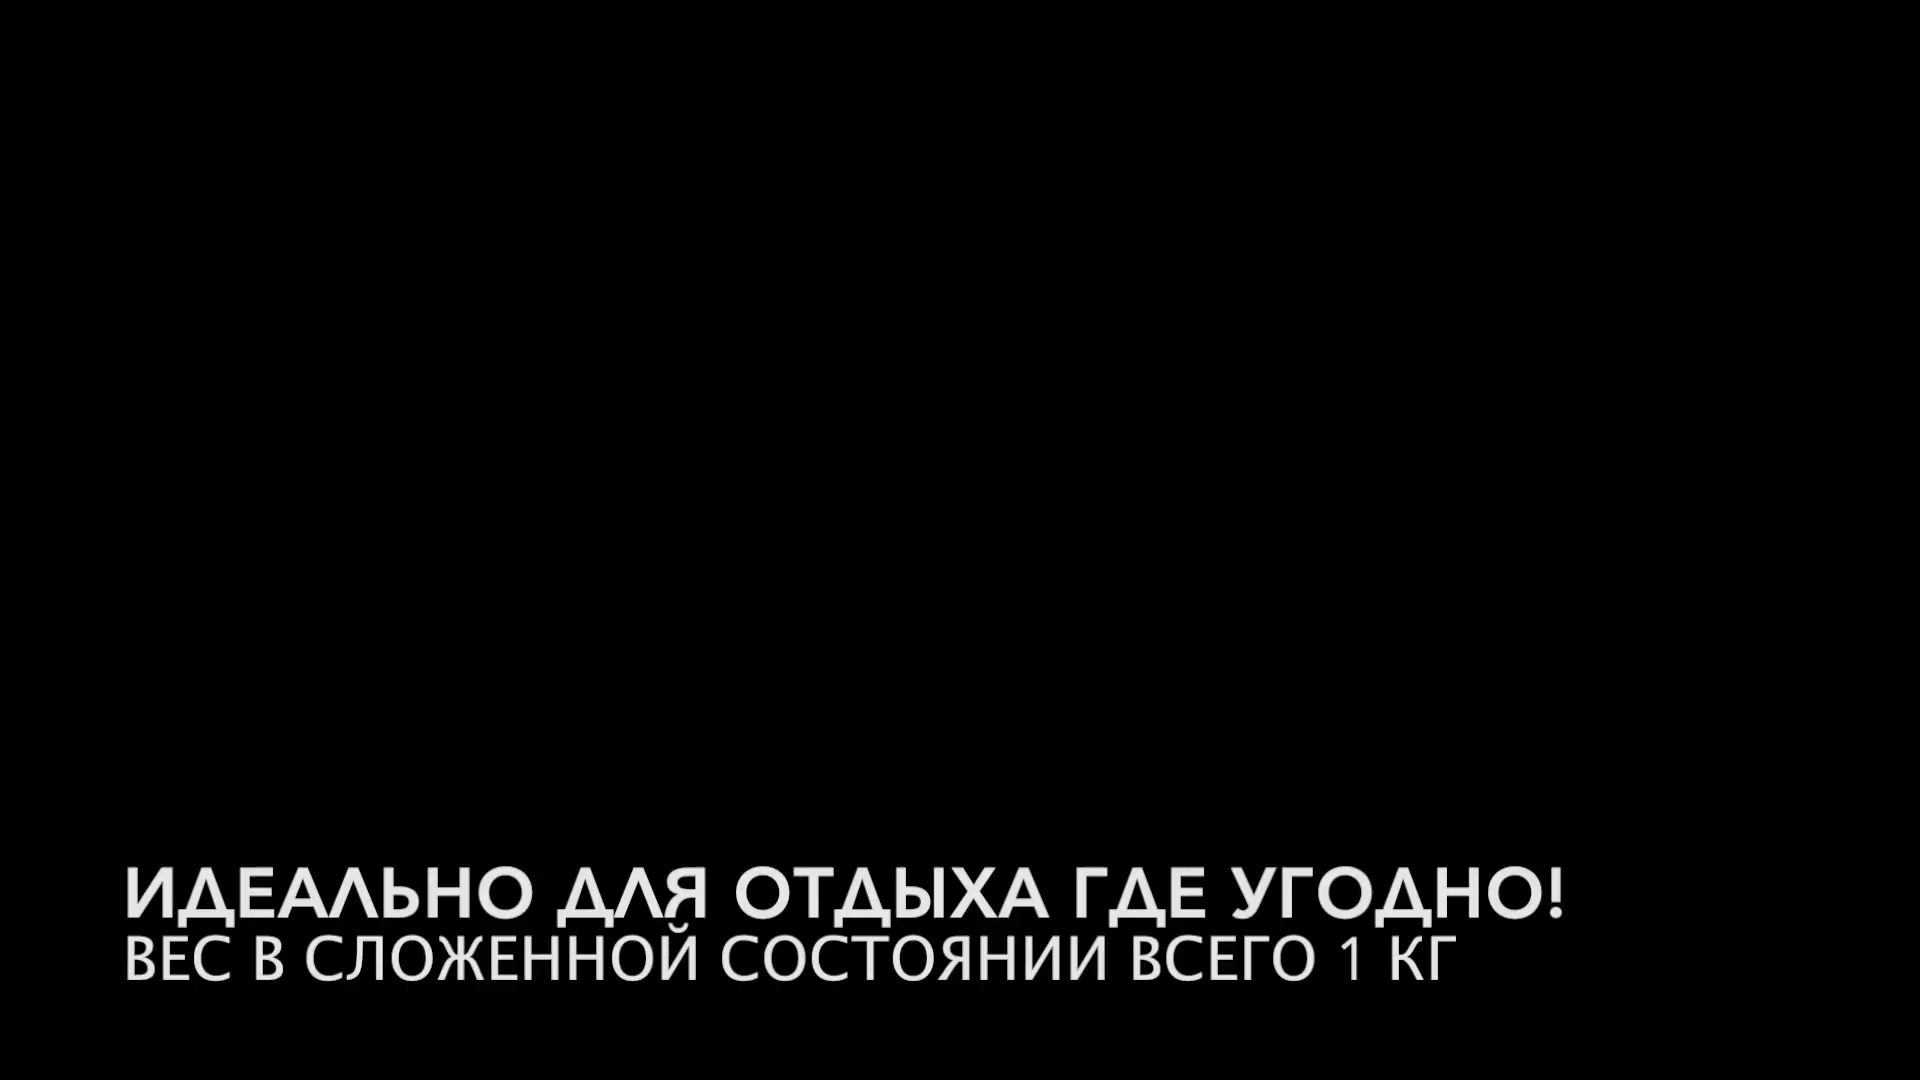 ИДЕАЛЬНО ДЛЯ ОТДЫХА ГДЕ УГОДНО!
ВЕС В СЛОЖЕННОЙ СОСТОЯНИИ ВСЕГО 1 КГ